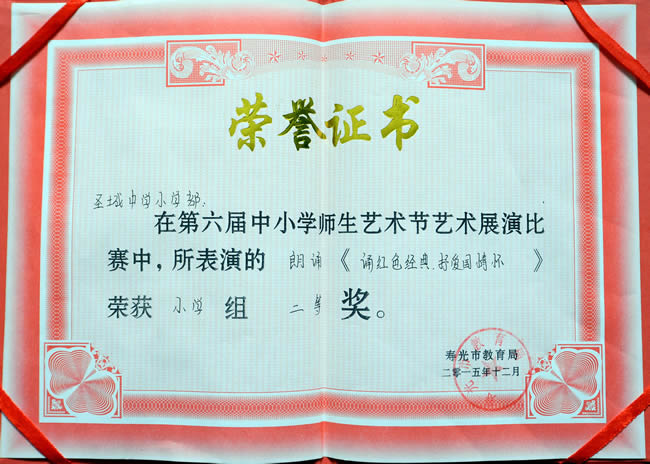 荣誉证书
圣城中学小学部:
在第六届中小学师生艺术节艺术展演比
赛中,所表演的 朗诵《诵红色经典,抒爱国情怀》
荣获 小学 组 二等 奖。
寿光市教育局
二〇一五年十二月